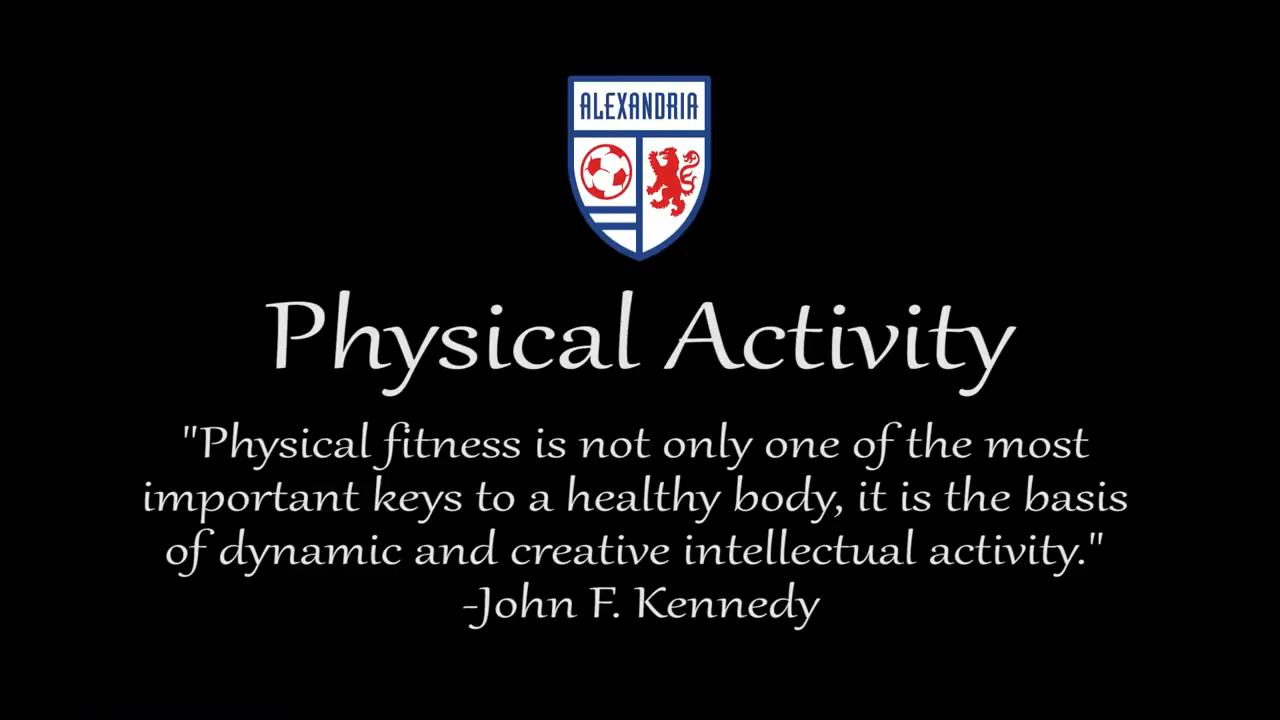 ALEXANDRIA
Physical Activity
"Physical fitness is not only one of the most
important keys to a healthy body, it is the basis
of dynamic and creative intellectual activity."
-John F. Kennedy